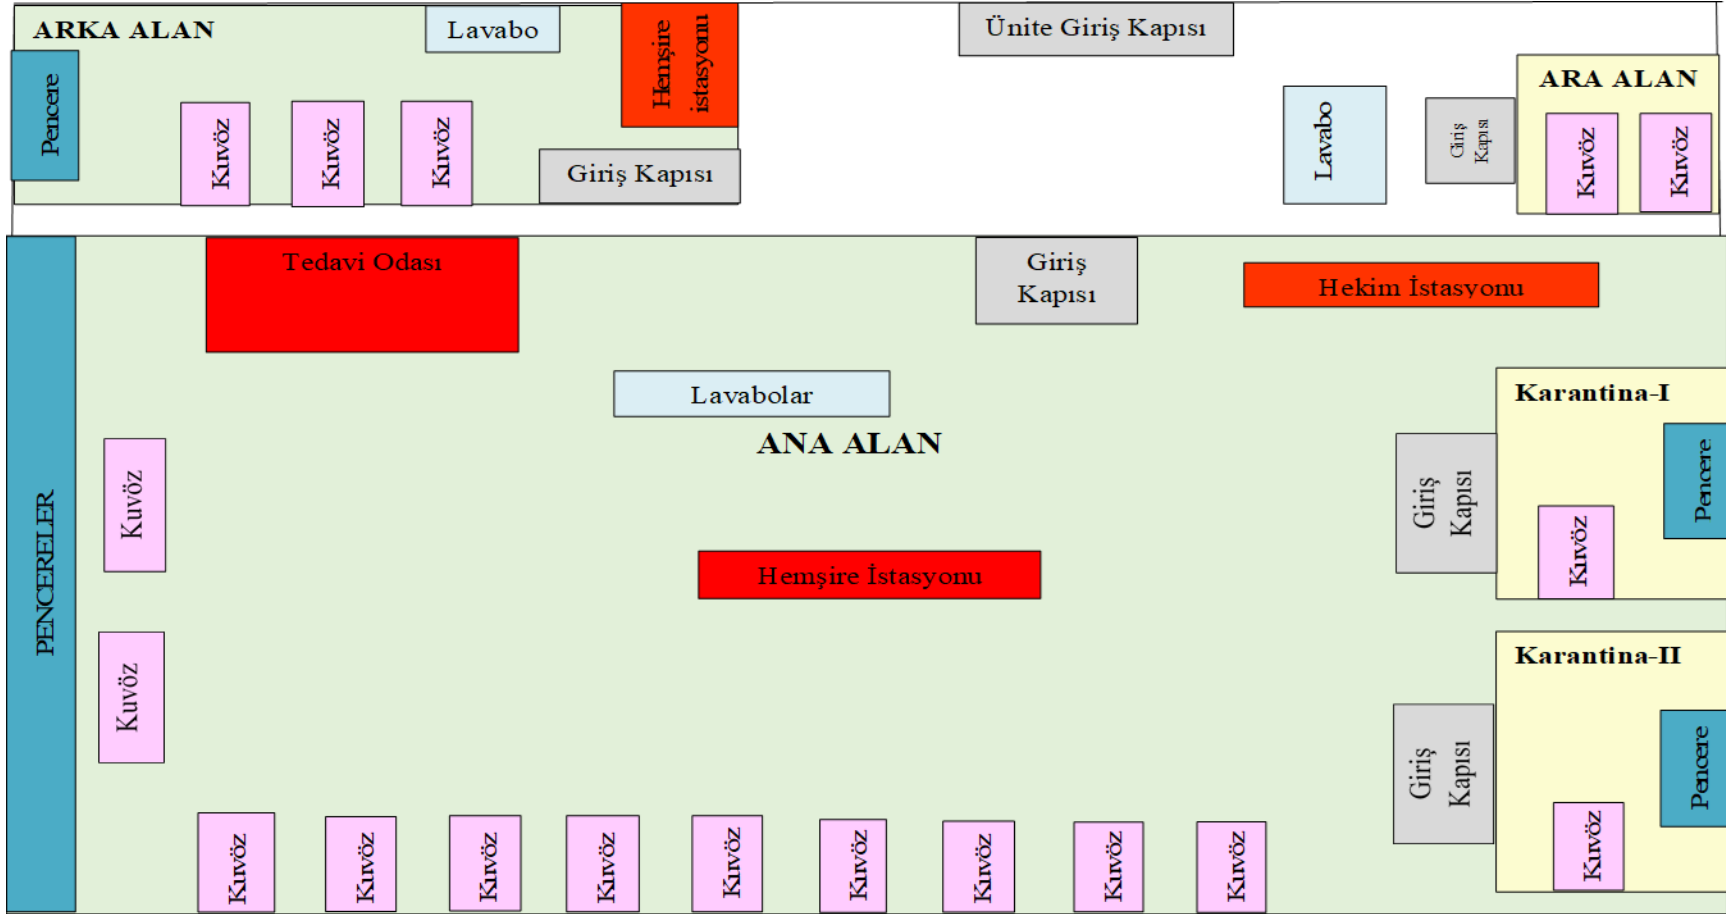 ARKA ALAN
Lavabo
Hemşire
istasyonu
Ünite Giriş Kapısı
ARA ALAN
Pencere
Kuvöz
Kuvöz
Kuvöz
Giriş Kapısı
Lavabo
Giriş
Kapısı
Kuvöz
Kuvöz
Tedavi Odası
Giriş
Kapısı
Hekim İstasyonu
Lavabolar
ANA ALAN
Karantina-I
Pencere
Giriş
Kapısı
Kuvöz
Kuvöz
PENCERELER
Hemşire İstasyonu
Kuvöz
Karantina-II
Pencere
Giriş
Kapısı
Kuvöz
Kuvöz
Kuvöz
Kuvöz
Kuvöz
Kuvöz
Kuvöz
Kuvöz
Kuvöz
Kuvöz